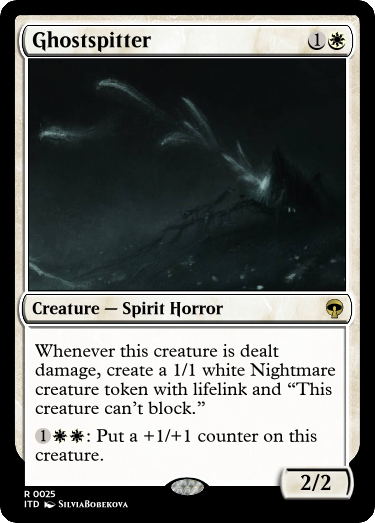 Ghostspitter 1
Creature — Spirit Horror
Whenever this creature is dealt
damage, create a 1/1 white Nightmare
creature token with lifelink and “This
creature can’t block.”
1: Put a +1/+1 counter on this
creature.
2/2
R 0025
ITD SilviaBobekova